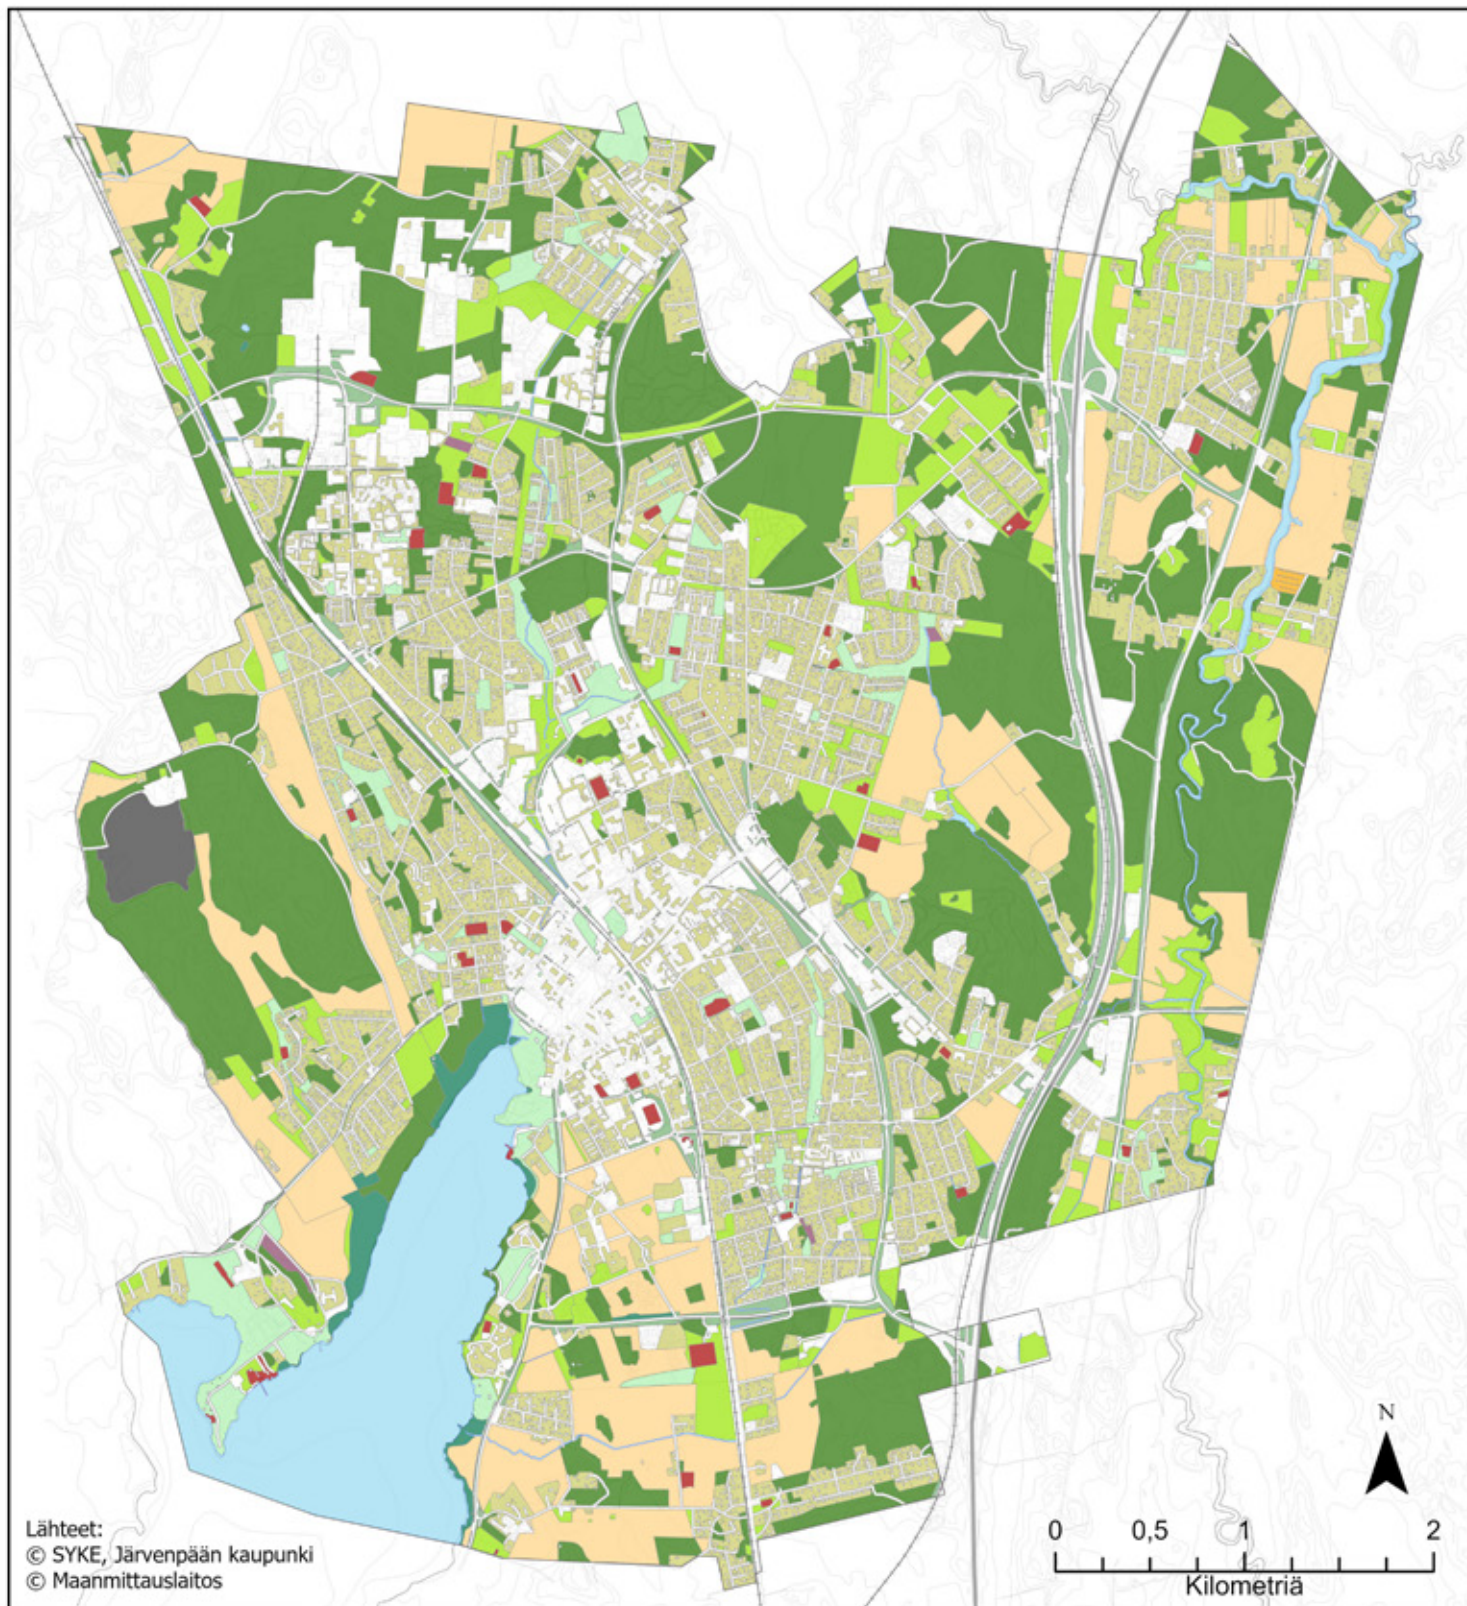 N
0 0,5 1 2
Kilometriä
Lähteet:
© SYKE, Järvenpään kaupunki
© Maanmittauslaitos